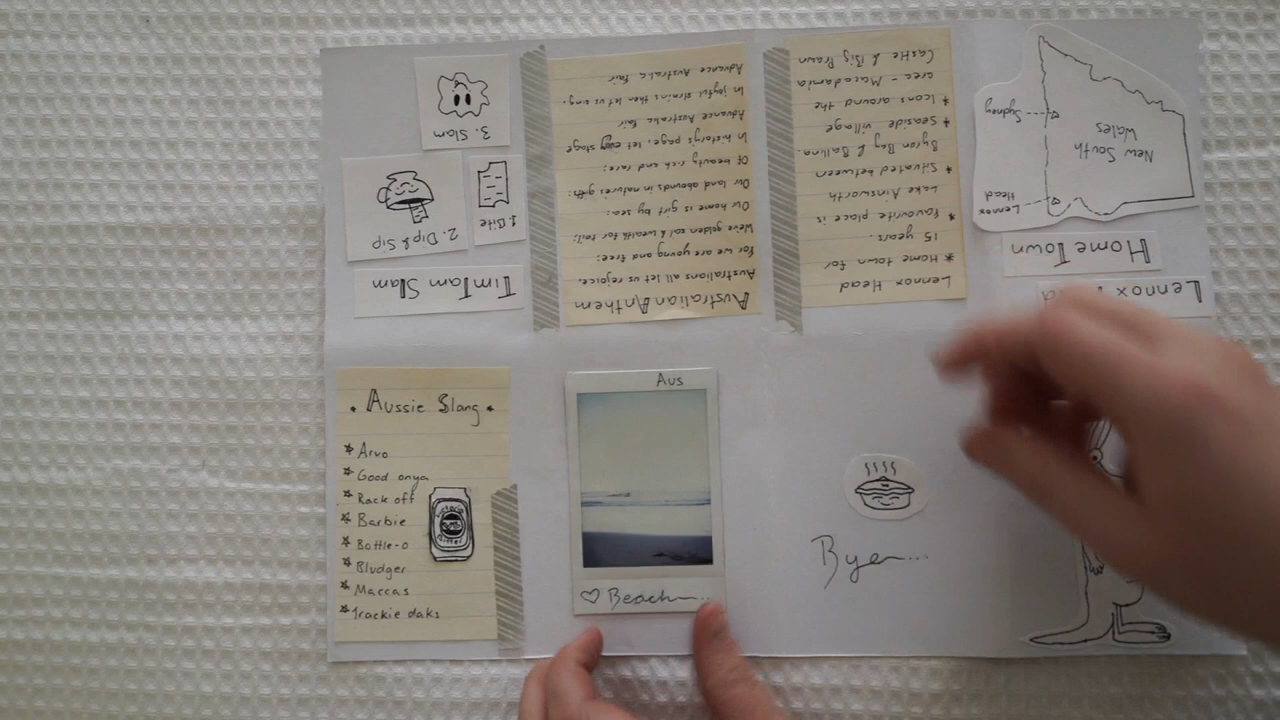 3. Slam
1. Bite
2. Dip & Sip
TimTam Slam
Australian Anthem
Australians all let us rejoice,
For we are young and free;
We've golden soil & wealth for toil;
Our home is girt by sea;
Our land abounds in natures gifts
Of beauty rich and rare;
In history's page, let every stage
Advance Australia fair
In joyful strains then let us sing,
Advance Australia fair
Lennox Head
* Home town for
15 years.
* favourite place is
Lake Ainsworth
* Situated between
Byron Bay & Ballina.
* Seaside village
* Icons around the
area - Macadamia
Castle & Big Prawn
New South
Wales
Sydney
Lennox
Head
Home Town
Lennox
Aussie Slang
Arvo
Good onya
Rack off
Barbie
Bottle-o
Bludger
Maccas
Trackie daks
Victoria
Bitter
Aus
♡ Beach...
Bye...